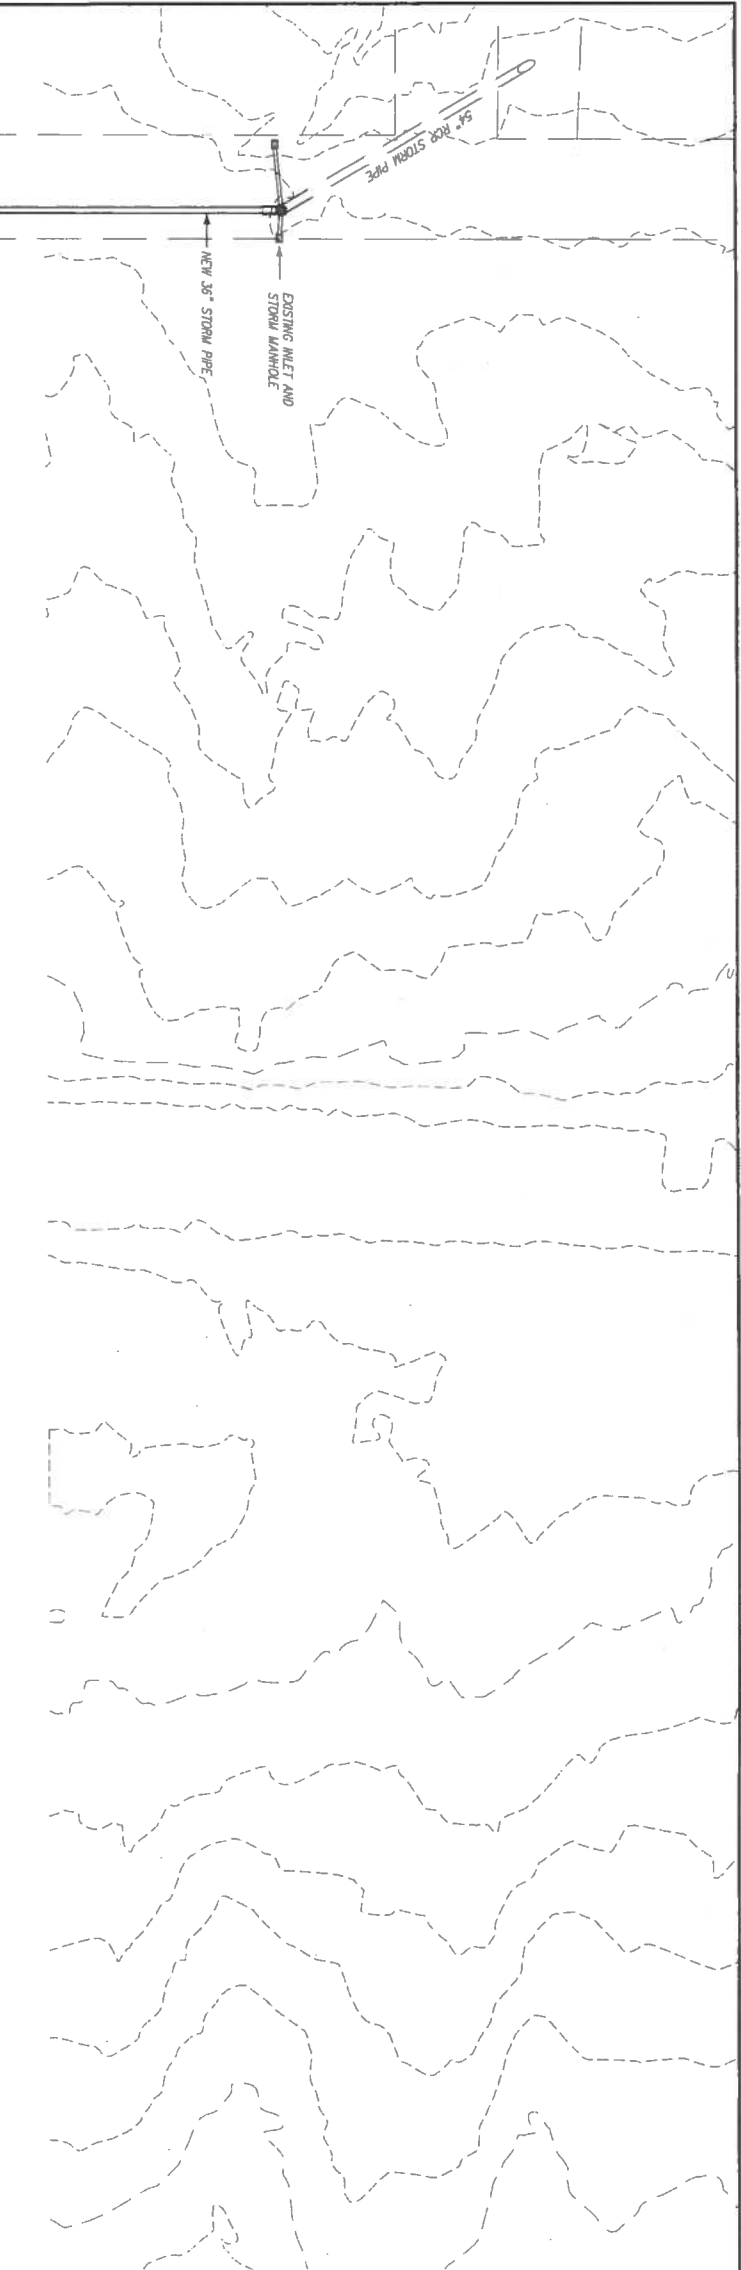 54" RCP STORM PIPE
EXISTING INLET AND
STORM MANHOLE
NEW 36" STORM PIPE